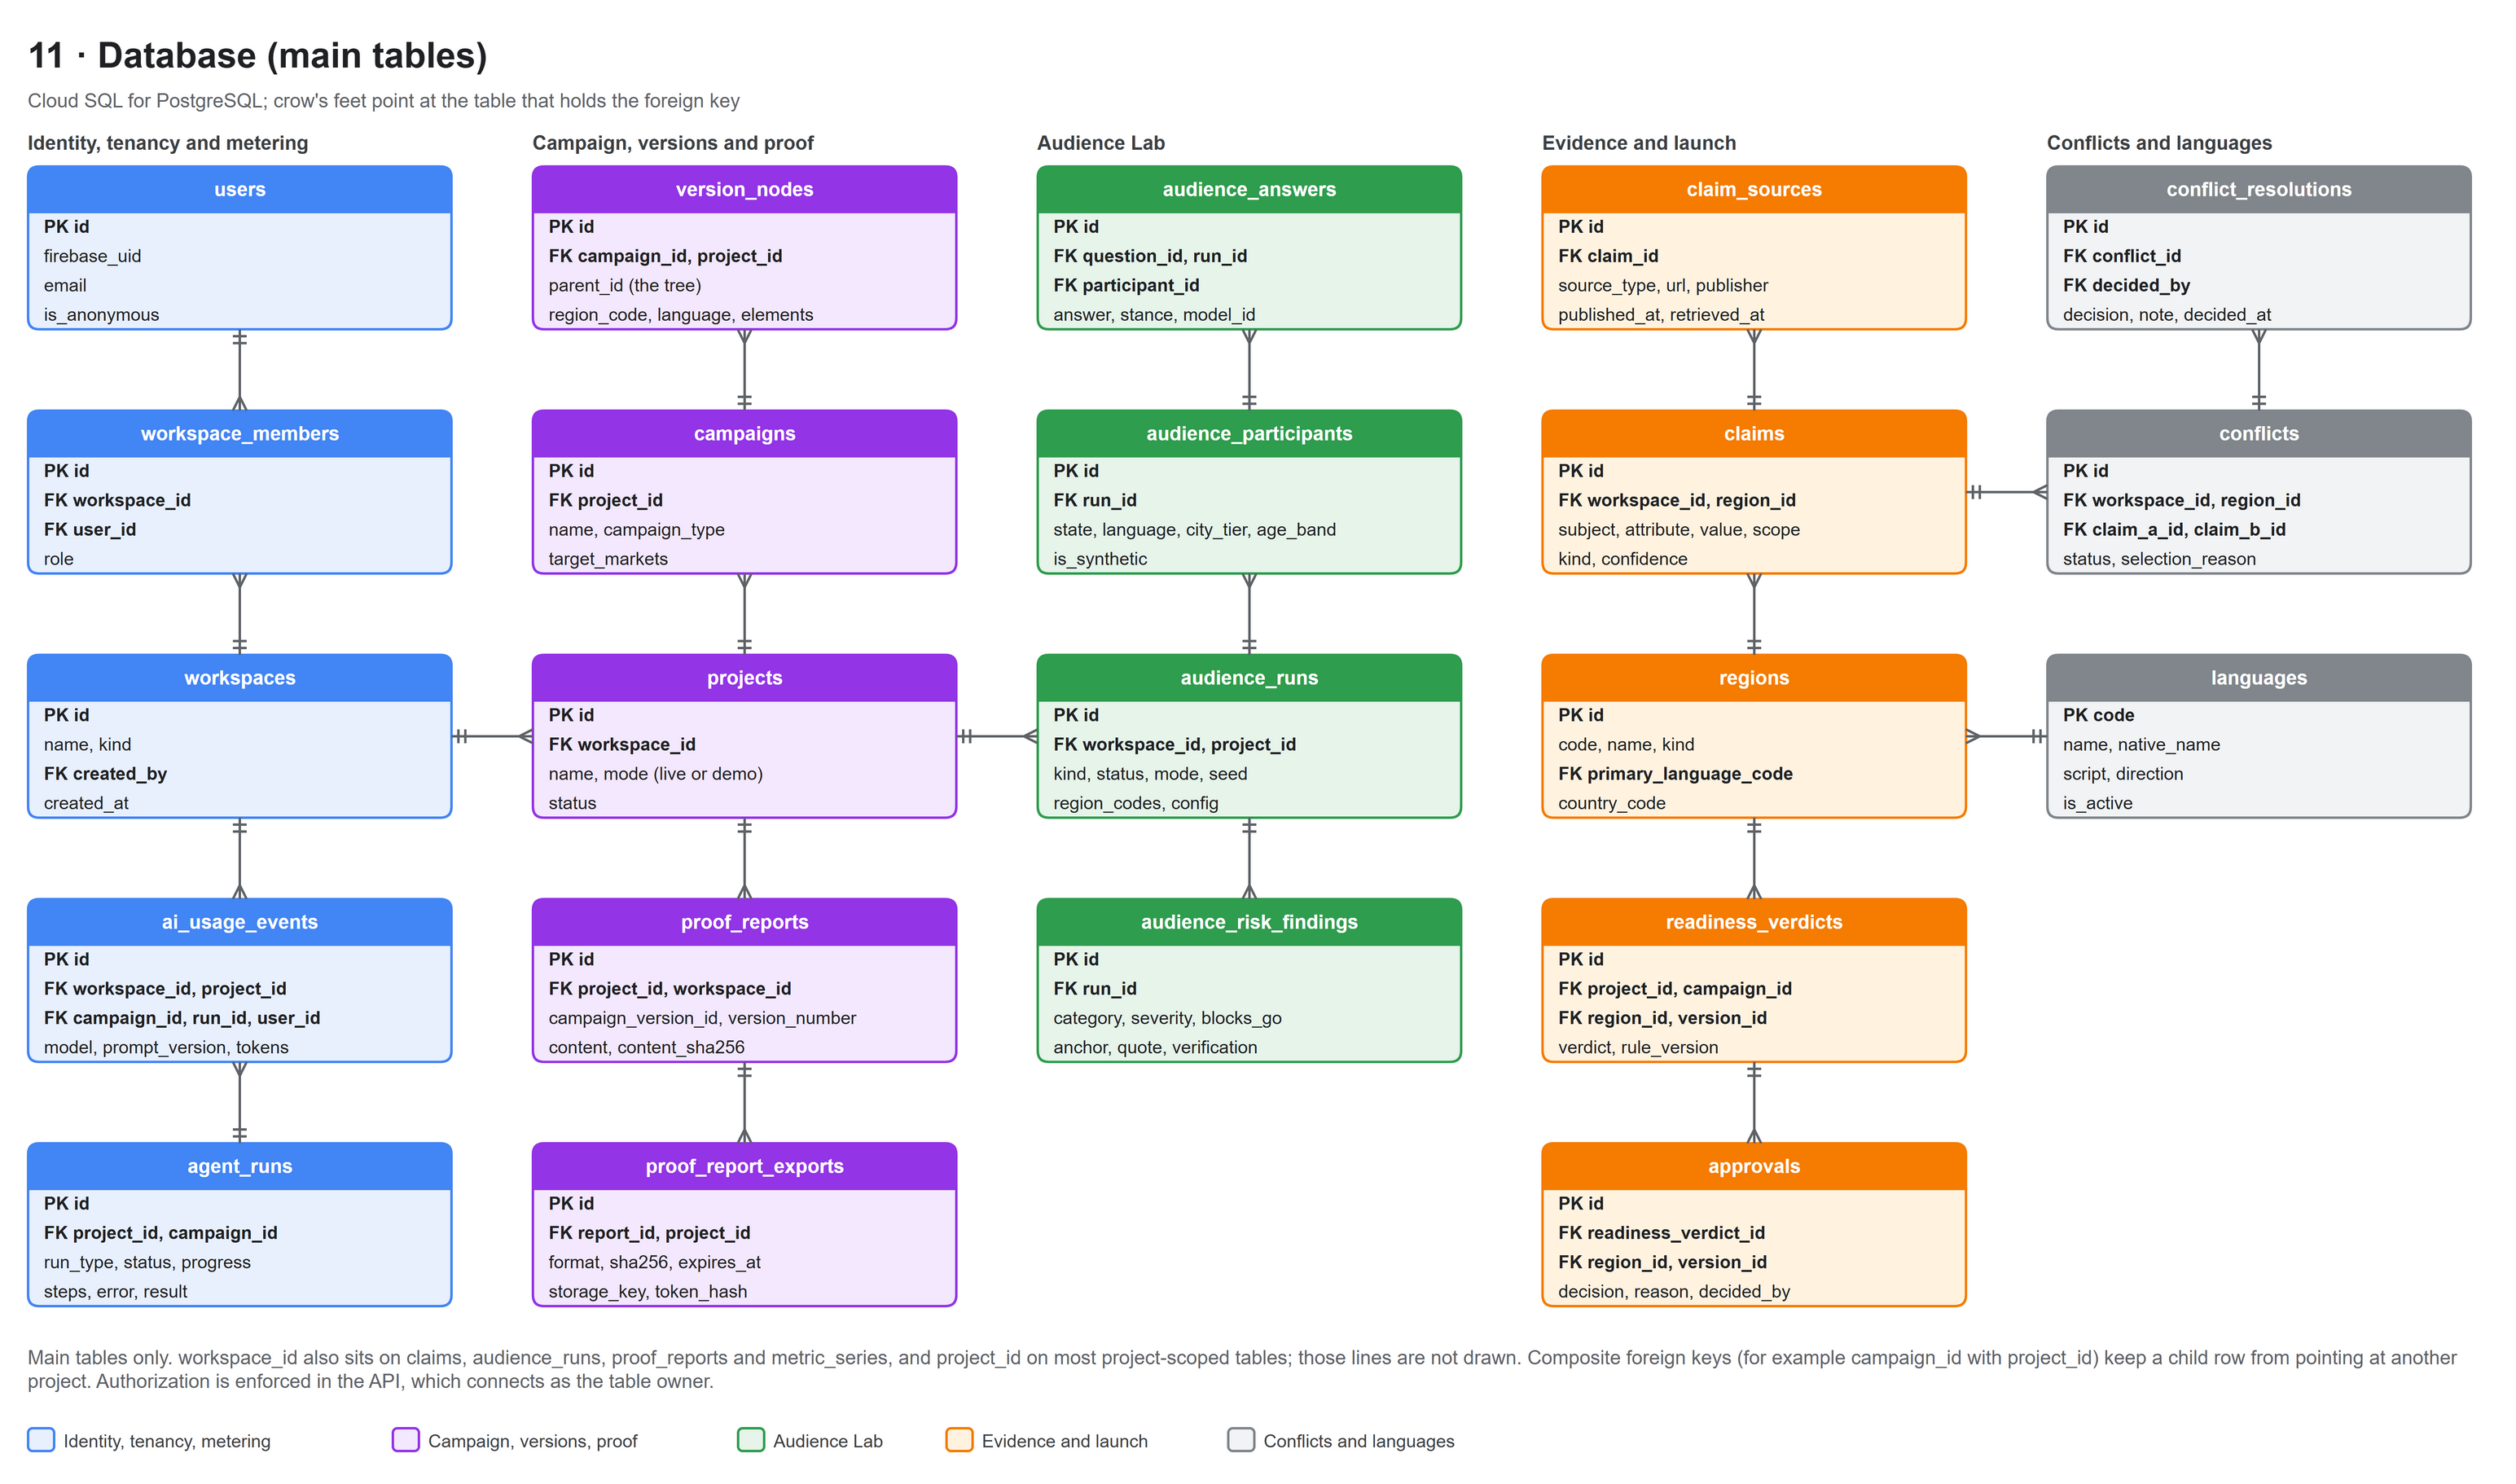 11 · Database (main tables)
Cloud SQL for PostgreSQL; crow's feet point at the table that holds the foreign key
Identity, tenancy and metering
users
PK id
firebase_uid
email
is_anonymous
workspace_members
PK id
FK workspace_id
FK user_id
role
workspaces
PK id
name, kind
FK created_by
created_at
ai_usage_events
PK id
FK workspace_id, project_id
FK campaign_id, run_id, user_id
model, prompt_version, tokens
agent_runs
PK id
FK project_id, campaign_id
run_type, status, progress
steps, error, result
Campaign, versions and proof
version_nodes
PK id
FK campaign_id, project_id
parent_id (the tree)
region_code, language, elements
campaigns
PK id
FK project_id
name, campaign_type
target_markets
projects
PK id
FK workspace_id
name, mode (live or demo)
status
proof_reports
PK id
FK project_id, workspace_id
campaign_version_id, version_number
content, content_sha256
proof_report_exports
PK id
FK report_id, project_id
format, sha256, expires_at
storage_key, token_hash
Audience Lab
audience_answers
PK id
FK question_id, run_id
FK participant_id
answer, stance, model_id
audience_participants
PK id
FK run_id
state, language, city_tier, age_band
is_synthetic
audience_runs
PK id
FK workspace_id, project_id
kind, status, mode, seed
region_codes, config
audience_risk_findings
PK id
FK run_id
category, severity, blocks_go
anchor, quote, verification
Evidence and launch
claim_sources
PK id
FK claim_id
source_type, url, publisher
published_at, retrieved_at
claims
PK id
FK workspace_id, region_id
subject, attribute, value, scope
kind, confidence
regions
PK id
code, name, kind
FK primary_language_code
country_code
readiness_verdicts
PK id
FK project_id, campaign_id
FK region_id, version_id
verdict, rule_version
approvals
PK id
FK readiness_verdict_id
FK region_id, version_id
decision, reason, decided_by
Conflicts and languages
conflict_resolutions
PK id
FK conflict_id
FK decided_by
decision, note, decided_at
conflicts
PK id
FK workspace_id, region_id
FK claim_a_id, claim_b_id
status, selection_reason
languages
PK code
name, native_name
script, direction
is_active
Main tables only. workspace_id also sits on claims, audience_runs, proof_reports and metric_series, and project_id on most project-scoped tables; those lines are not drawn. Composite foreign keys (for example campaign_id with project_id) keep a child row from pointing at another
project. Authorization is enforced in the API, which connects as the table owner.
Identity, tenancy, metering
Campaign, versions, proof
Audience Lab
Evidence and launch
Conflicts and languages